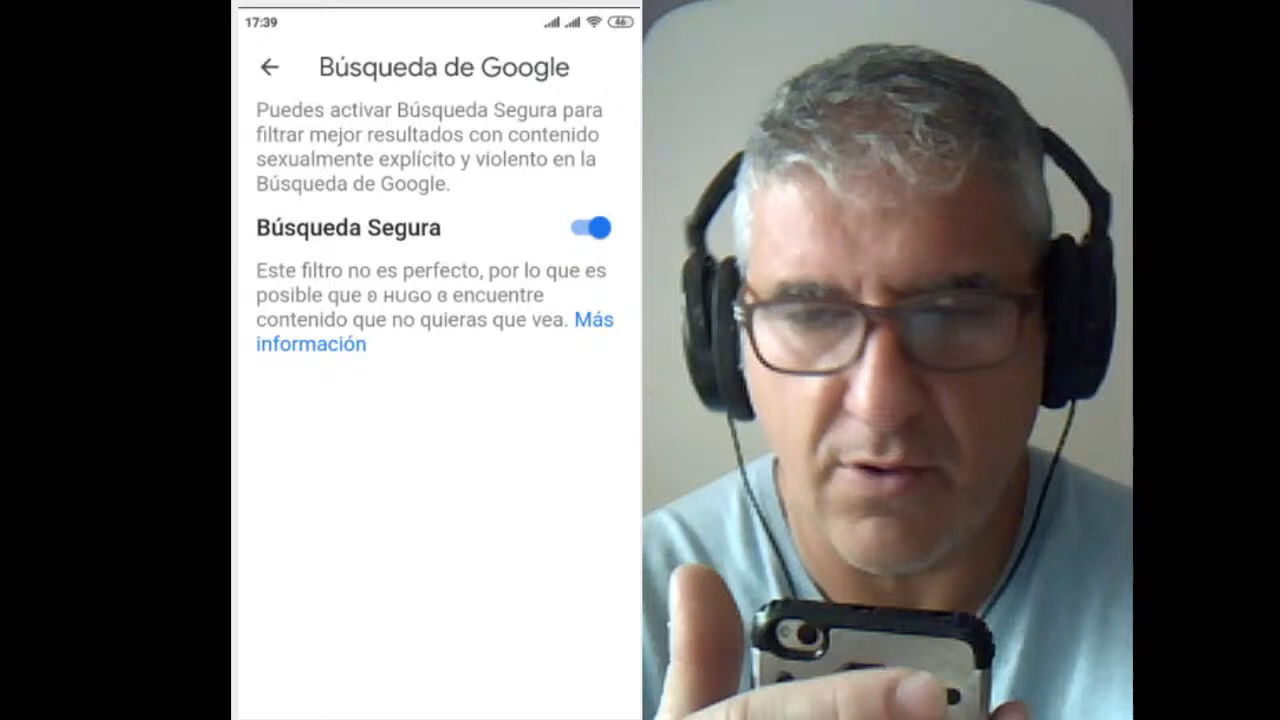 17:39
46
Búsqueda de Google
Puedes activar Búsqueda Segura para
filtrar mejor resultados con contenido
sexualmente explícito y violento en la
Búsqueda de Google.
Búsqueda Segura
Este filtro no es perfecto, por lo que es
posible que ʚ ʜᴜɢᴏ ɞ encuentre
contenido que no quieras que vea. Más
información